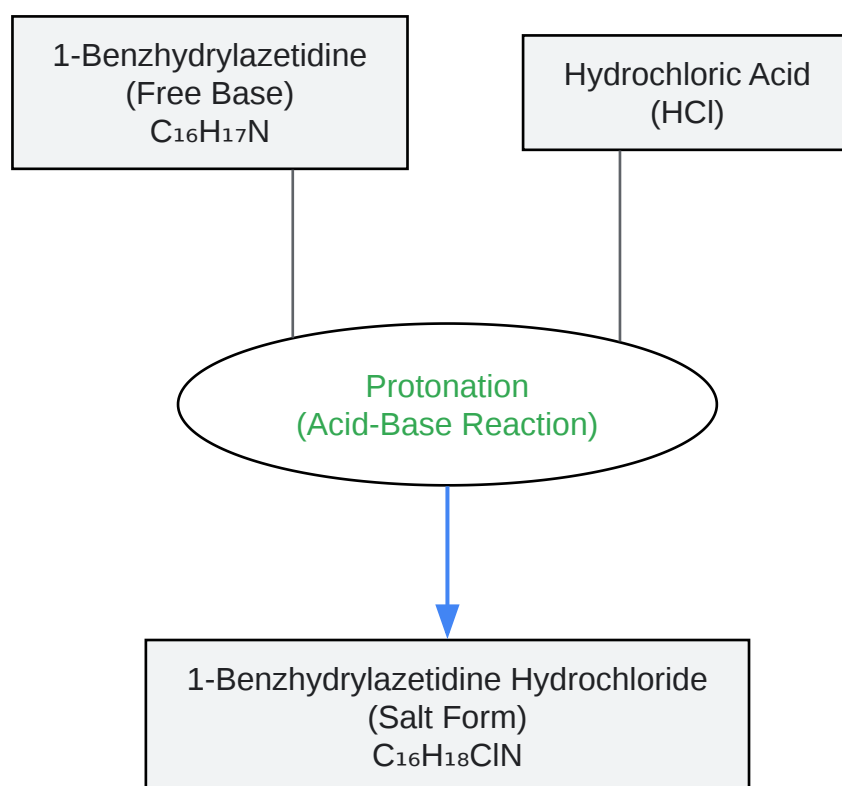 1-Benzhydrylazetidine
(Free Base)
C₁₆H₁₇N
Hydrochloric Acid
(HCl)
Protonation
(Acid-Base Reaction)
1-Benzhydrylazetidine Hydrochloride
(Salt Form)
C₁₆H₁₈ClN